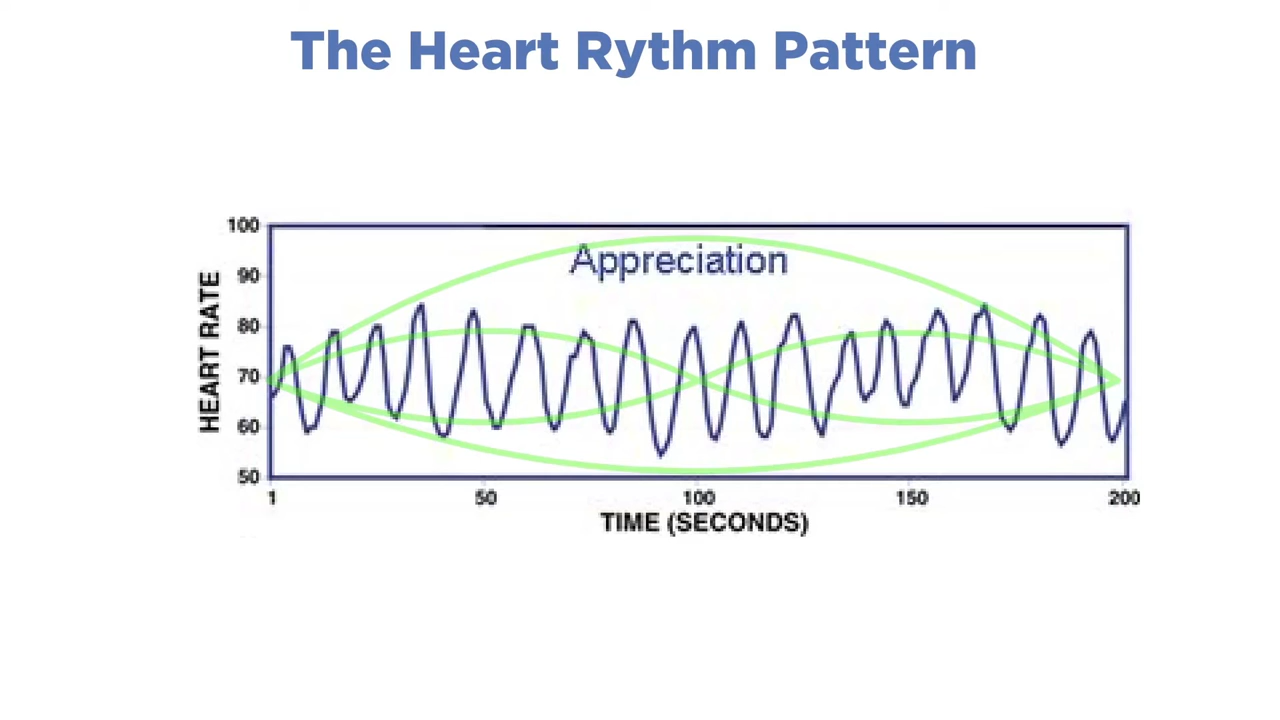 The Heart Rythm Pattern
Appreciation
HEART RATE
100
90
80
70
60
50
1 50 100 150 200
TIME (SECONDS)